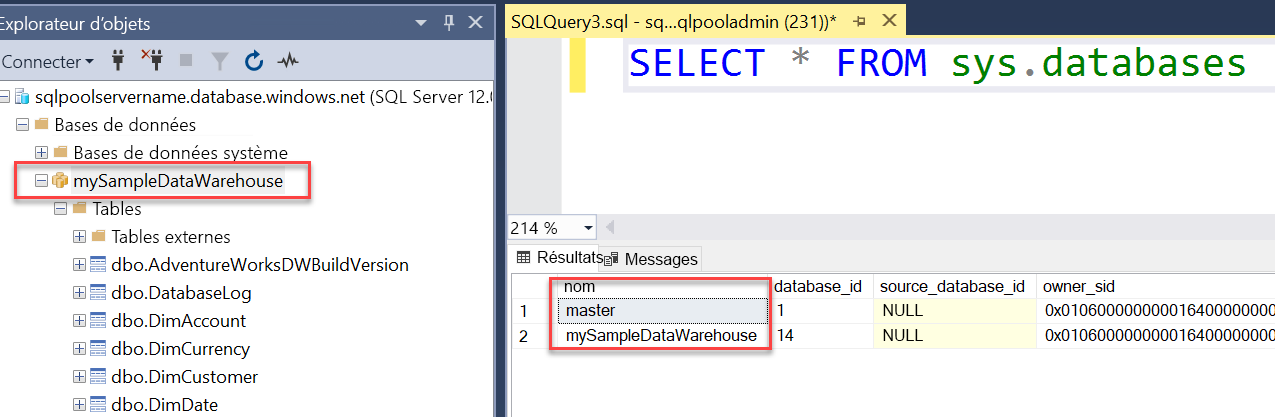 Explorateur d'objets
Connecter
sqlpoolservername.database.windows.net (SQL Server 12.0
Bases de données
Bases de données système
mySampleDataWarehouse
Tables
Tables externes
dbo.AdventureWorksDWBuildVersion
dbo.DatabaseLog
dbo.DimAccount
dbo.DimCurrency
dbo.DimCustomer
dbo.DimDate
SQLQuery3.sql - sq...qlpooladmin (231))*
SELECT * FROM sys.databases
214 %
Résultats Messages
nom database_id source_database_id owner_sid
1 master 1 NULL 0x01060000000001640000000
2 mySampleDataWarehouse 14 NULL 0x01060000000001640000000